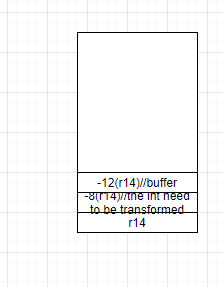 -12(r14)//buffer
-8(r14)//the int need
to be transformed
r14